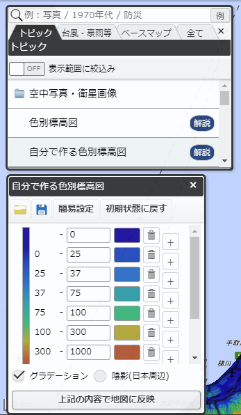 例：写真 / 1970年代 / 防災 例
トピック 台風・豪雨等 ベースマップ 全て ×
トピック
OFF 表示範囲に絞込み
空中写真・衛星画像
色別標高図 解説
自分で作る色別標高図 解説
自分で作る色別標高図 ×
簡易設定 初期状態に戻す
- 0
0 - 25
25 - 37
37 - 75
75 - 100
100 - 300
300 - 1000
グラデーション 陰影(日本周辺)
上記の内容で地図に反映